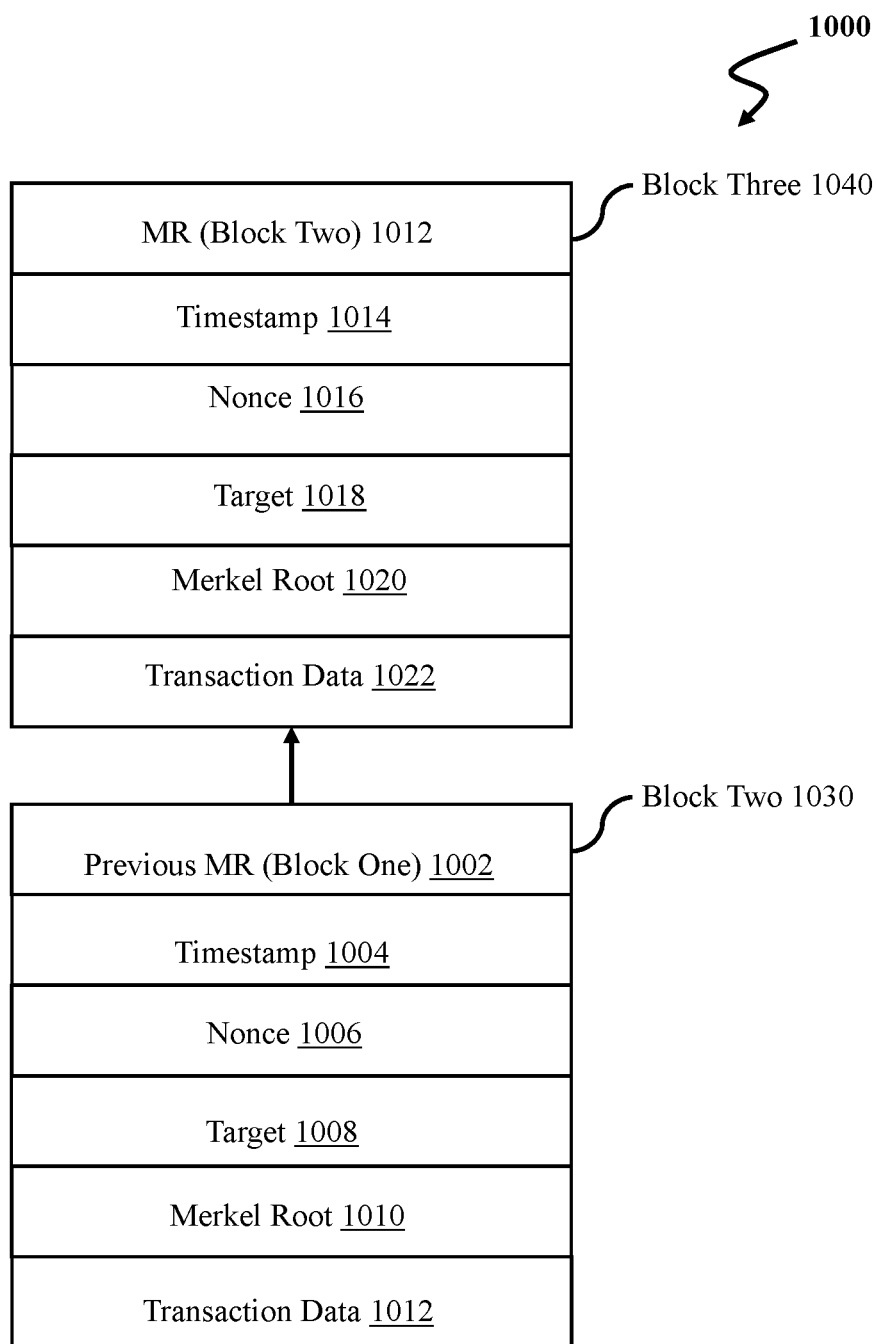 1000
Block Three 1040
MR (Block Two) 1012
Timestamp 1014
Nonce 1016
Target 1018
Merkel Root 1020
Transaction Data 1022
Block Two 1030
Previous MR (Block One) 1002
Timestamp 1004
Nonce 1006
Target 1008
Merkel Root 1010
Transaction Data 1012